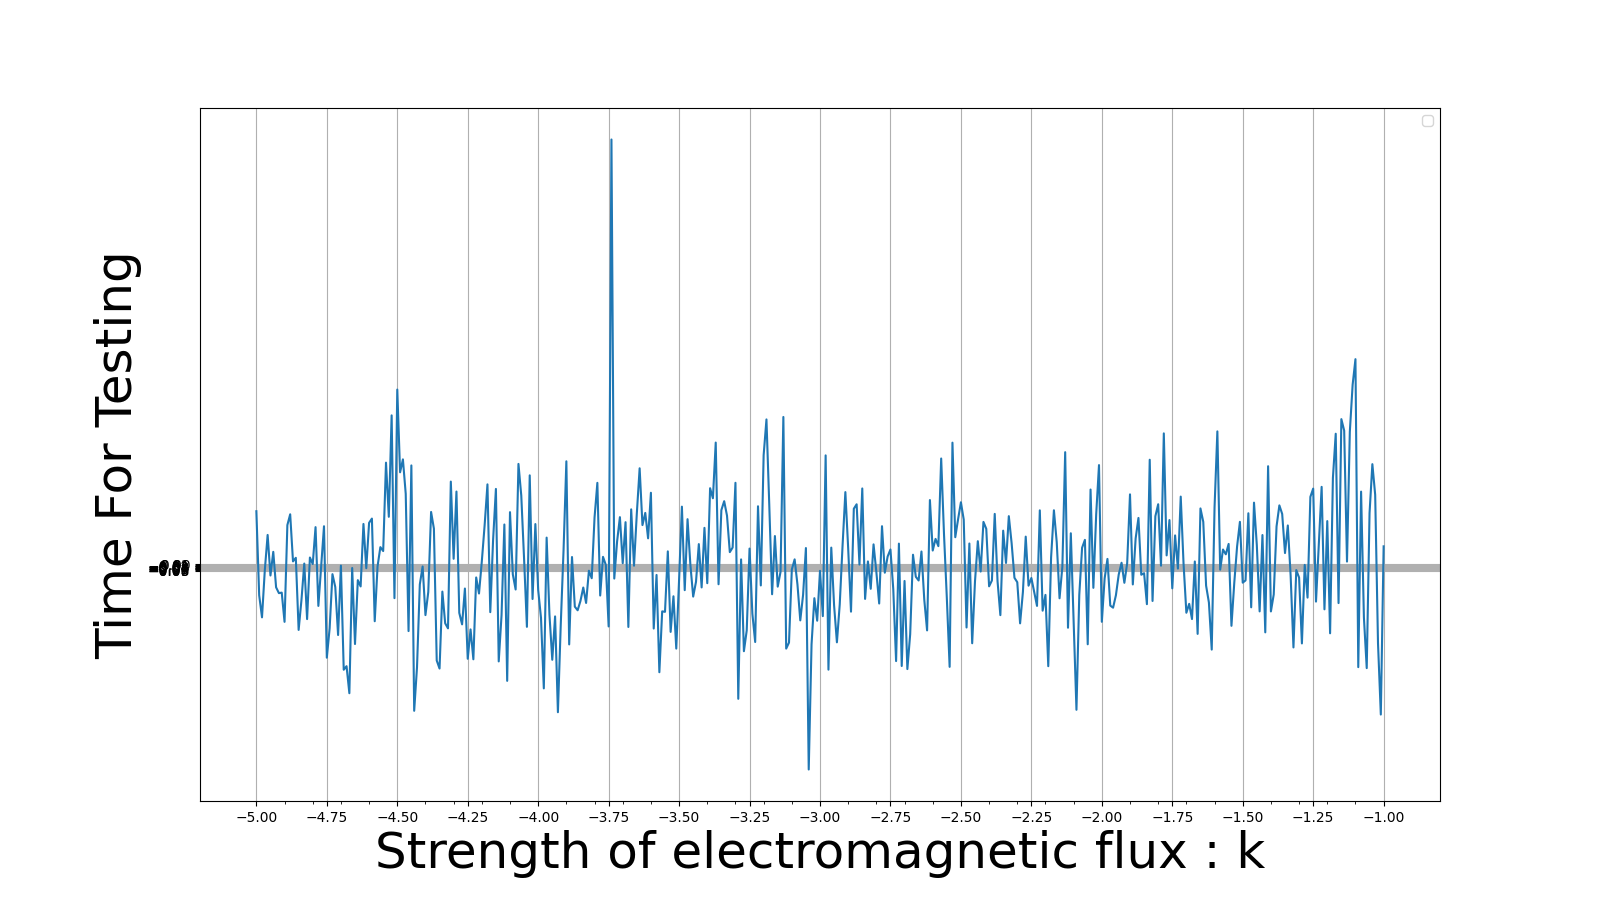 Time For Testing
−5.00 −4.75 −4.50 −4.25 −4.00 −3.75 −3.50 −3.25 −3.00 −2.75 −2.50 −2.25 −2.00 −1.75 −1.50 −1.25 −1.00
Strength of electromagnetic flux : k